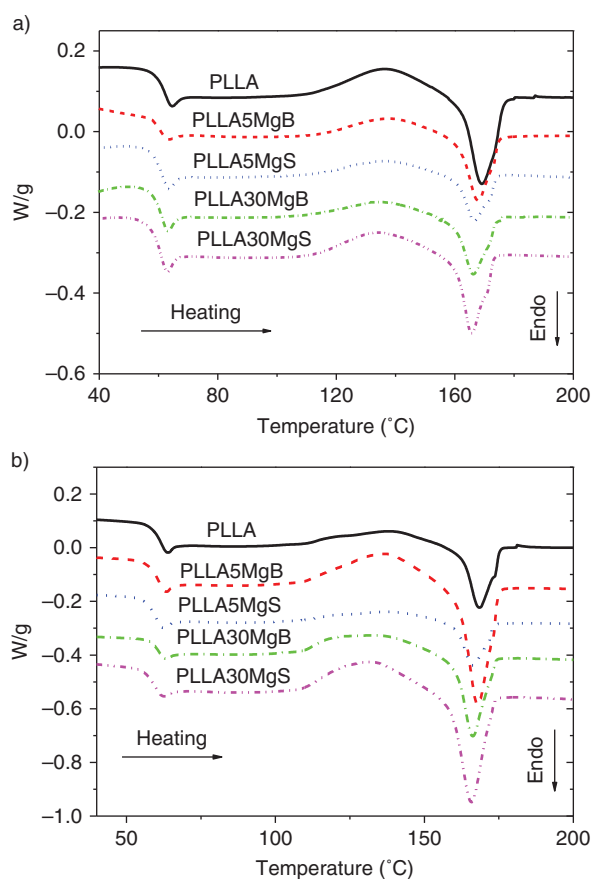 a)
0.2
PLLA
PLLA5MgB
0.0
PLLA5MgS
W/g
−0.2
PLLA30MgB
PLLA30MgS
−0.4
Heating
Endo
−0.6
40 80 120 160 200
Temperature (˚C)
b)
0.2
PLLA
0.0
PLLA5MgB
−0.2
PLLA5MgS
W/g
−0.4
PLLA30MgB
PLLA30MgS
−0.6
Heating
Endo
−0.8
−1.0
50 100 150 200
Temperature (˚C)